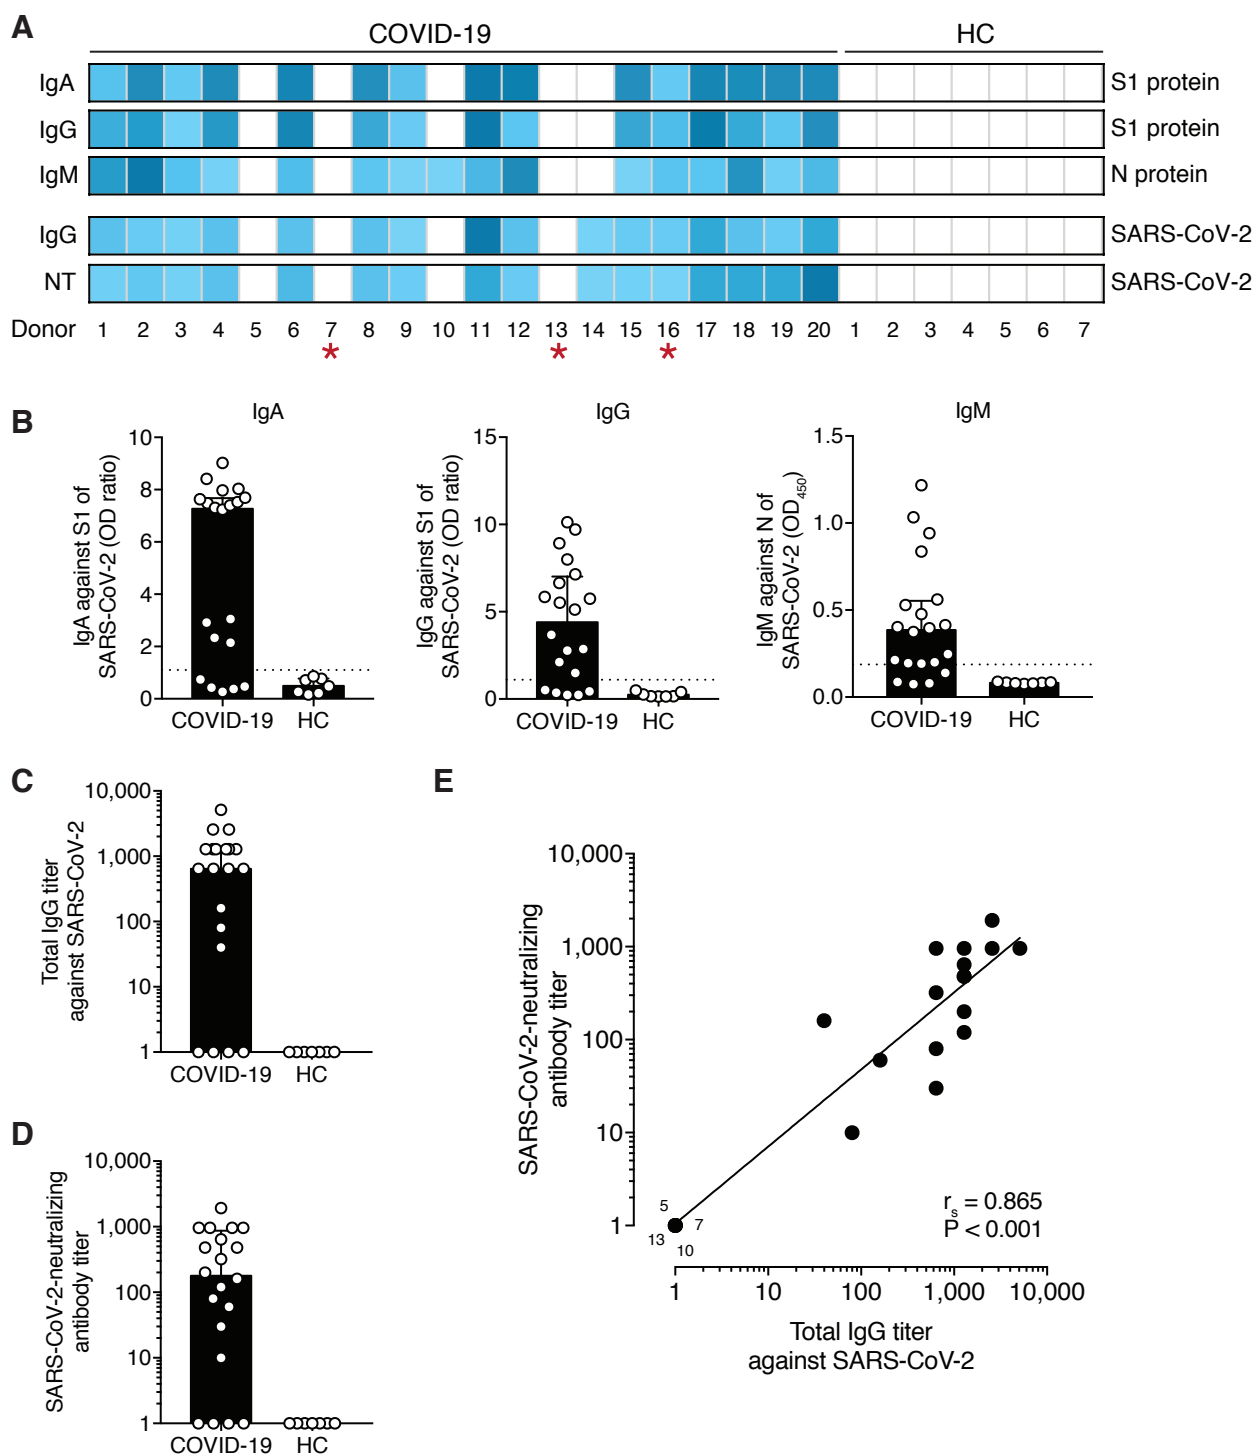 A
COVID-19 HC
IgA S1 protein
IgG S1 protein
IgM N protein
IgG SARS-CoV-2
NT SARS-CoV-2
Donor 1 2 3 4 5 6 7 8 9 10 11 12 13 14 15 16 17 18 19 20 1 2 3 4 5 6 7
* * *
B
IgA
IgA against S1 of
SARS-CoV-2 (OD ratio)
10
8
6
4
2
0
COVID-19 HC
IgG
IgG against S1 of
SARS-CoV-2 (OD ratio)
15
10
5
0
COVID-19 HC
IgM
IgM against N of
SARS-CoV-2 (OD450)
1.5
1.0
0.5
0.0
COVID-19 HC
C
Total IgG titer
against SARS-CoV-2
10,000
1,000
100
10
1
COVID-19 HC
D
SARS-CoV-2-neutralizing
antibody titer
10,000
1,000
100
10
1
COVID-19 HC
E
SARS-CoV-2-neutralizing
antibody titer
10,000
1,000
100
10
1
5
7
13
10
rs = 0.865
P < 0.001
1 10 100 1,000 10,000
Total IgG titer
against SARS-CoV-2